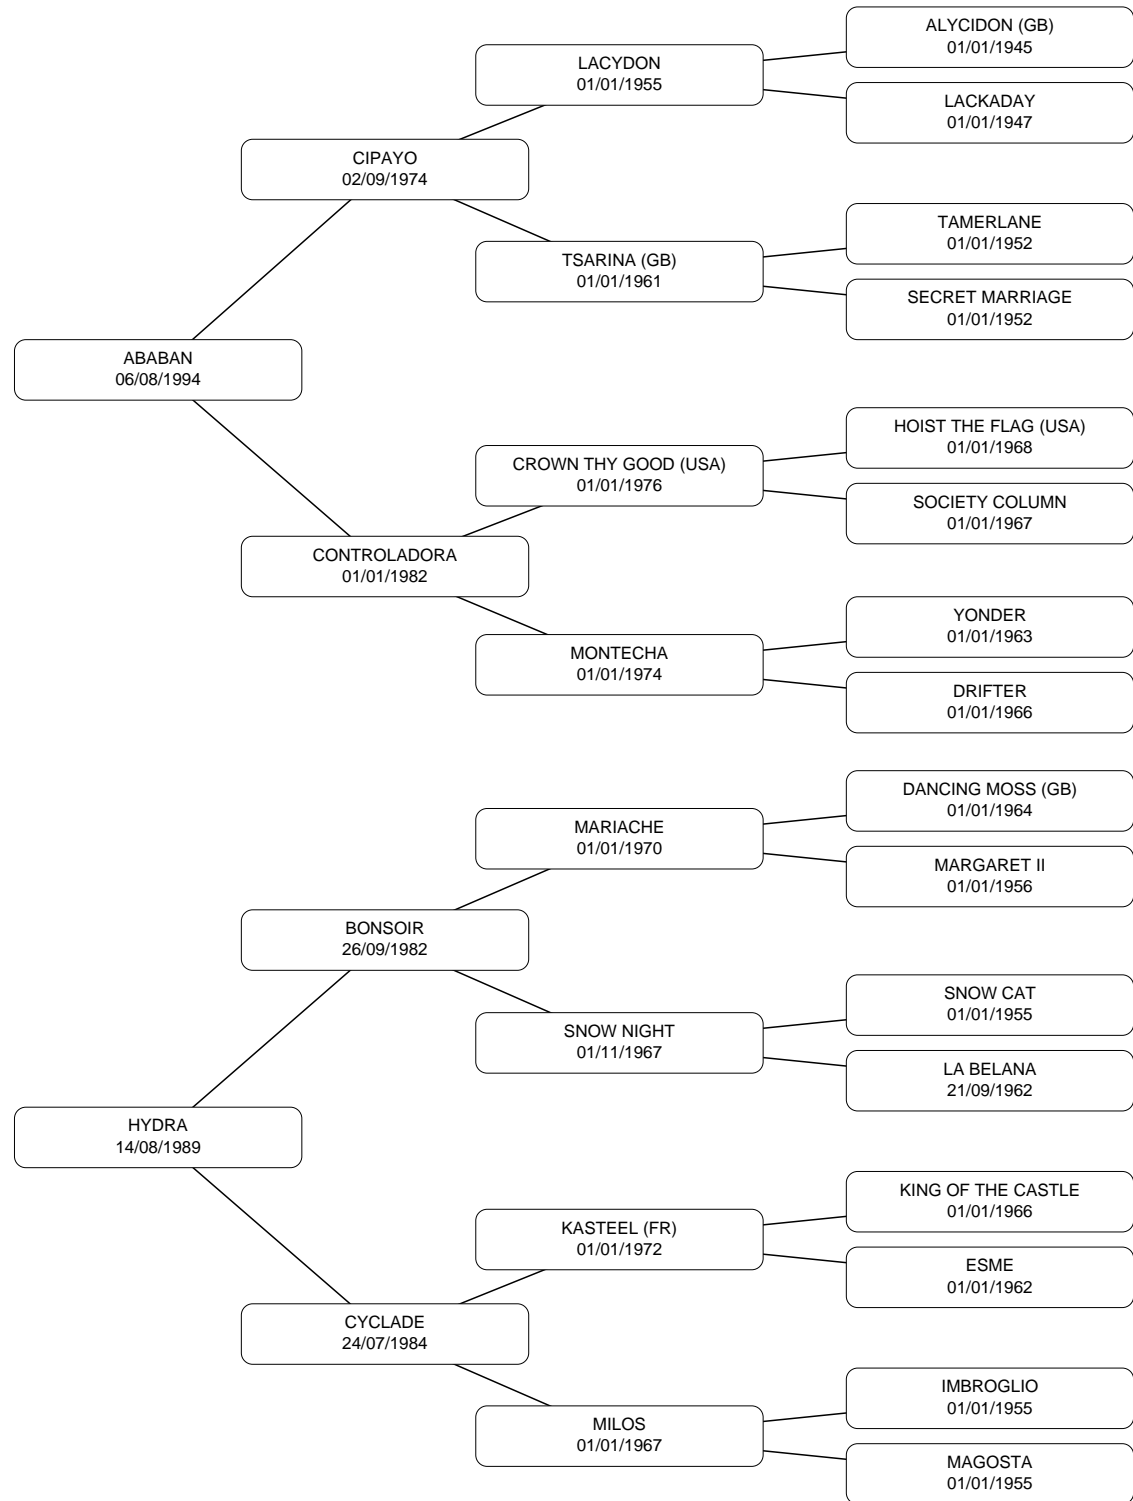 ALYCIDON (GB)
01/01/1945
LACYDON
01/01/1955
LACKADAY
01/01/1947
CIPAYO
02/09/1974
TAMERLANE
01/01/1952
TSARINA (GB)
01/01/1961
SECRET MARRIAGE
01/01/1952
ABABAN
06/08/1994
HOIST THE FLAG (USA)
01/01/1968
CROWN THY GOOD (USA)
01/01/1976
SOCIETY COLUMN
01/01/1967
CONTROLADORA
01/01/1982
YONDER
01/01/1963
MONTECHA
01/01/1974
DRIFTER
01/01/1966
DANCING MOSS (GB)
01/01/1964
MARIACHE
01/01/1970
MARGARET II
01/01/1956
BONSOIR
26/09/1982
SNOW CAT
01/01/1955
SNOW NIGHT
01/11/1967
LA BELANA
21/09/1962
HYDRA
14/08/1989
KING OF THE CASTLE
01/01/1966
KASTEEL (FR)
01/01/1972
ESME
01/01/1962
CYCLADE
24/07/1984
IMBROGLIO
01/01/1955
MILOS
01/01/1967
MAGOSTA
01/01/1955